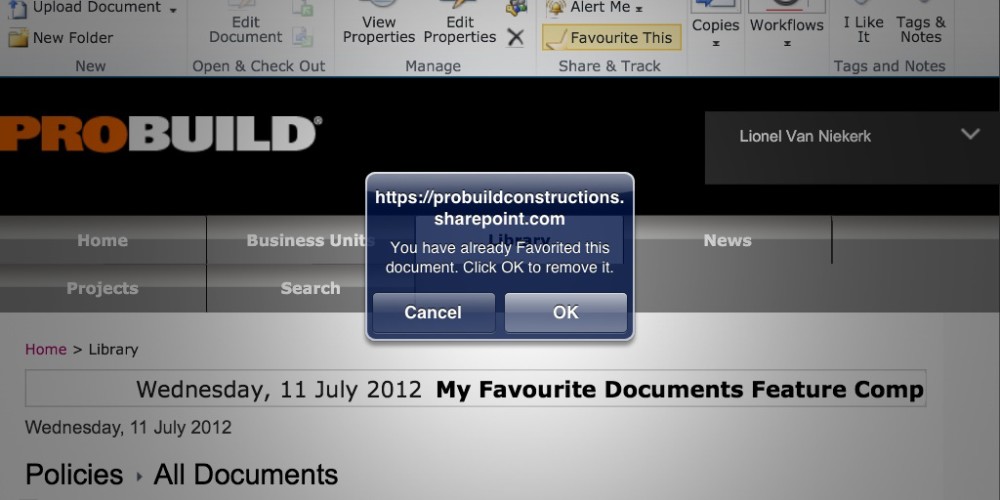 Upload Document
New Folder
New
Edit
Document
Open & Check Out
View
Properties
Edit
Properties
Manage
Alert Me
Favourite This
Share & Track
Copies
Workflows
I Like
It
Tags &
Notes
Tags and Notes
PROBUILD®
Lionel Van Niekerk
Home
Business Units
Library
News
Projects
Search
https://probuildconstructions.
sharepoint.com
You have already Favorited this
document. Click OK to remove it.
Cancel
OK
Home > Library
Wednesday, 11 July 2012 My Favourite Documents Feature Comp
Wednesday, 11 July 2012
Policies › All Documents